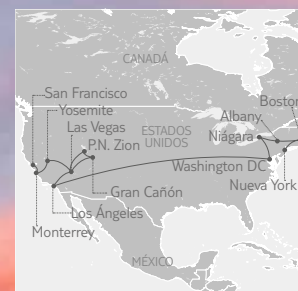 CANADÁ
San Francisco
Yosemite
Boston
Las Vegas
Albany
P.N. Zion
ESTADOS
UNIDOS
Niágara
Washington DC
Gran Cañón
Nueva York
Los Ángeles
Monterrey
MÉXICO